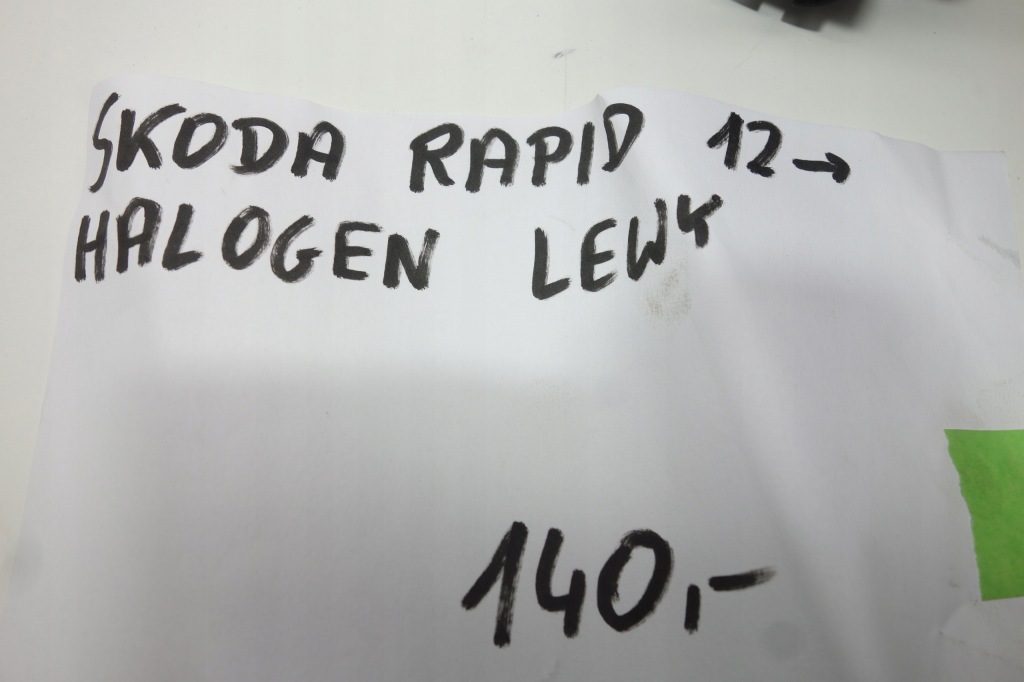 SKODA RAPID 12→
HALOGEN LEWY
140,-